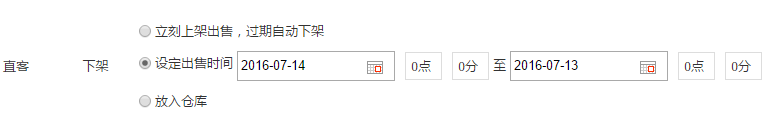 立刻上架出售，过期自动下架
直客 下架 设定出售时间 2016-07-14 0点 0分 至 2016-07-13 0点 0分
放入仓库